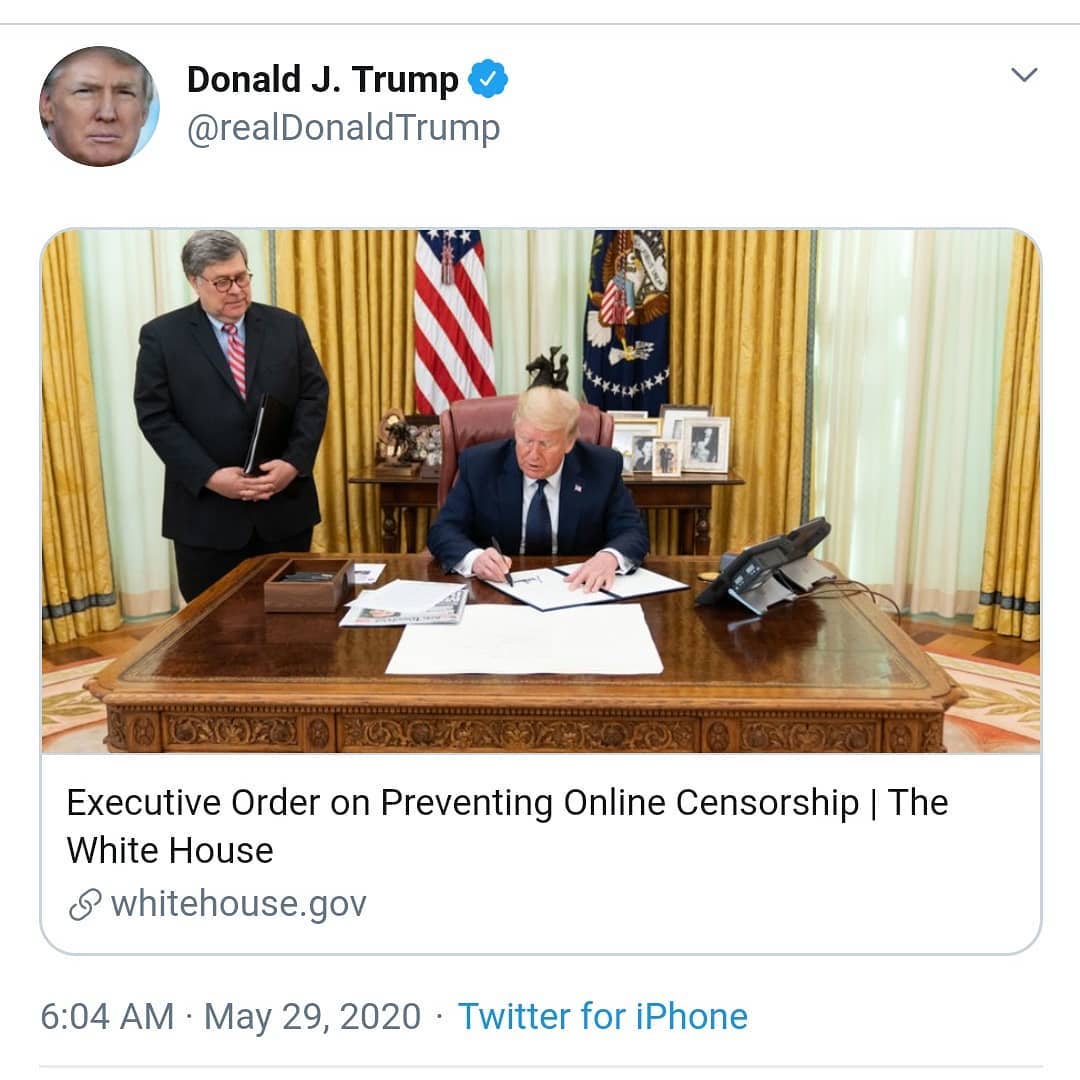 Donald J. Trump
@realDonaldTrump
Executive Order on Preventing Online Censorship | The
White House
whitehouse.gov
6:04 AM · May 29, 2020 · Twitter for iPhone